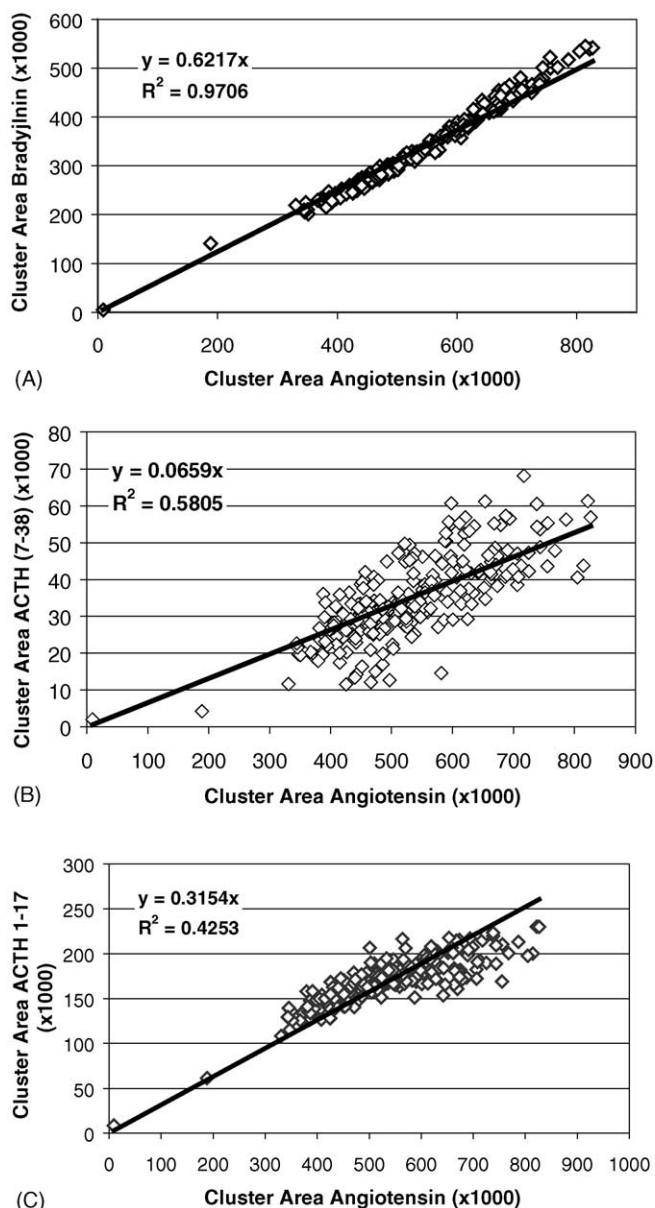 600
500
400
300
200
100
0
Cluster Area Bradyjlnin (x1000)
y = 0.6217x
R² = 0.9706
0 200 400 600 800
Cluster Area Angiotensin (x1000)
(A)
80
70
60
50
40
30
20
10
0
Cluster Area ACTH (7-38) (x1000)
y = 0.0659x
R² = 0.5805
0 100 200 300 400 500 600 700 800 900
Cluster Area Angiotensin (x1000)
(B)
300
250
200
150
100
50
0
Cluster Area ACTH 1-17
(x1000)
y = 0.3154x
R² = 0.4253
0 100 200 300 400 500 600 700 800 900 1000
Cluster Area Angiotensin (x1000)
(C)